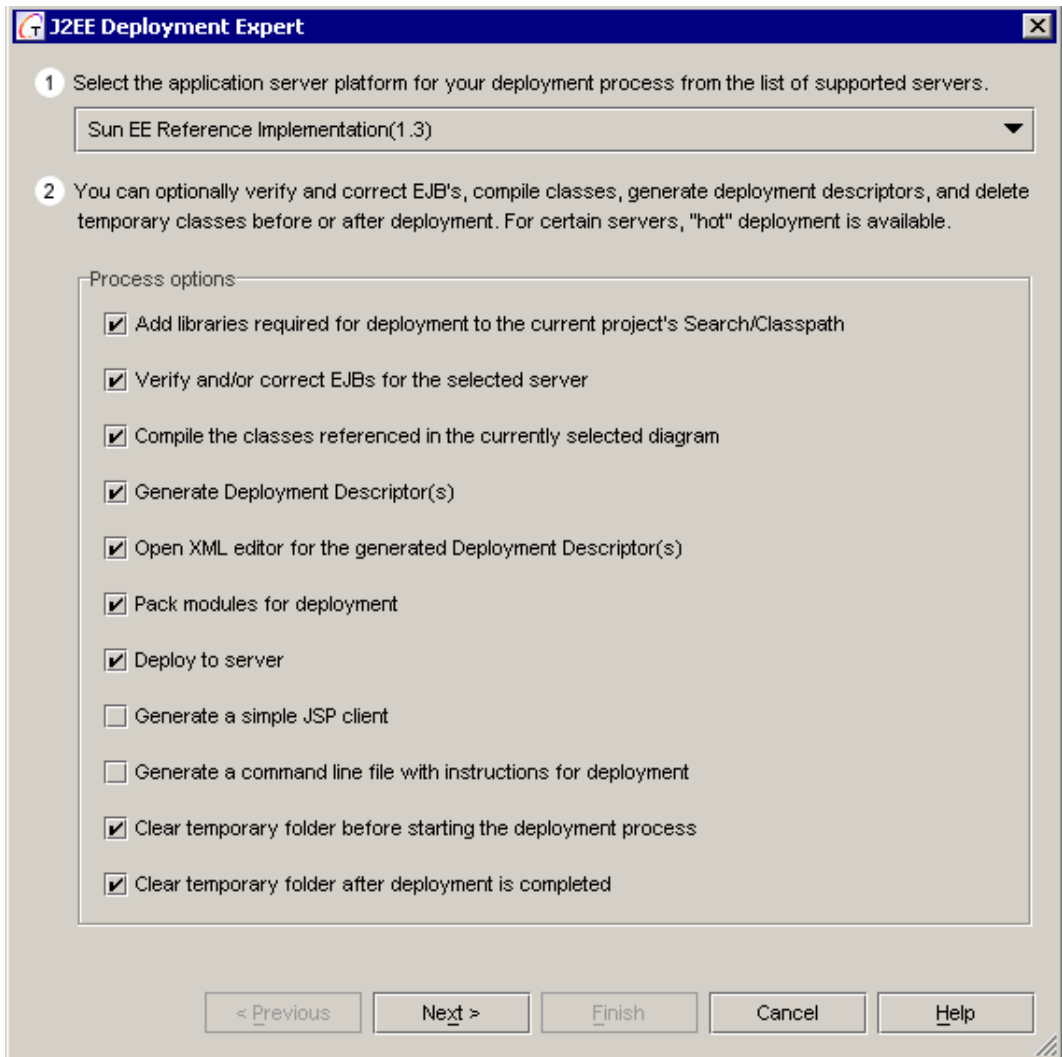 J2EE Deployment Expert
1 Select the application server platform for your deployment process from the list of supported servers.
Sun EE Reference Implementation(1.3)
2 You can optionally verify and correct EJB's, compile classes, generate deployment descriptors, and delete
temporary classes before or after deployment. For certain servers, "hot" deployment is available.
Process options
Add libraries required for deployment to the current project's Search/Classpath
Verify and/or correct EJBs for the selected server
Compile the classes referenced in the currently selected diagram
Generate Deployment Descriptor(s)
Open XML editor for the generated Deployment Descriptor(s)
Pack modules for deployment
Deploy to server
Generate a simple JSP client
Generate a command line file with instructions for deployment
Clear temporary folder before starting the deployment process
Clear temporary folder after deployment is completed
< Previous Next > Finish Cancel Help